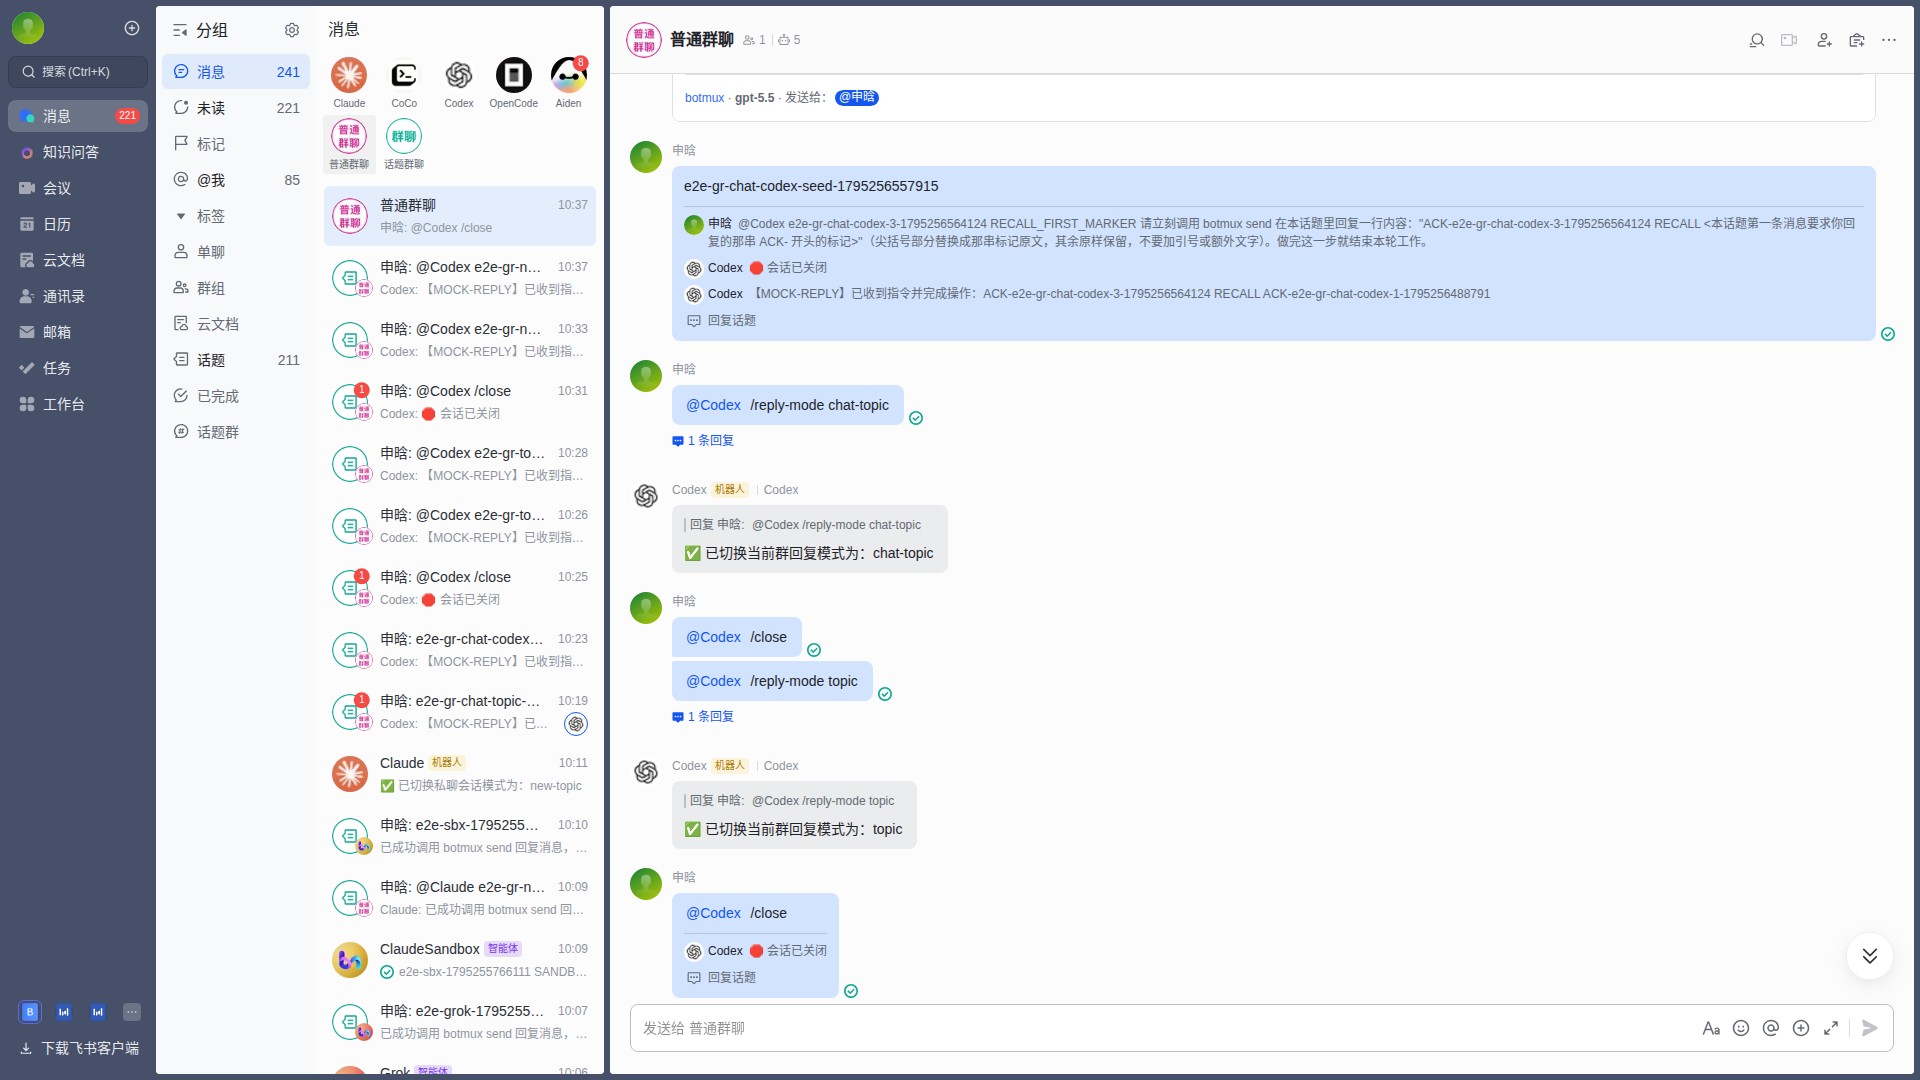 搜索 (Ctrl+K)
消息 221
知识问答
会议
日历
云文档
通讯录
邮箱
任务
工作台
下载飞书客户端
分组
消息 241
未读 221
标记
@我 85
标签
单聊
群组
云文档
话题 211
已完成
话题群
消息
Claude CoCo Codex OpenCode Aiden 8
普通群聊 群聊
普通群聊 话题群聊
普通群聊 10:37
申晗: @Codex /close
申晗: @Codex e2e-gr-n... 10:37
Codex: 【MOCK-REPLY】已收到指...
申晗: @Codex e2e-gr-n... 10:33
Codex: 【MOCK-REPLY】已收到指...
1 申晗: @Codex /close 10:31
Codex: 🛑 会话已关闭
申晗: @Codex e2e-gr-to... 10:28
Codex: 【MOCK-REPLY】已收到指...
申晗: @Codex e2e-gr-to... 10:26
Codex: 【MOCK-REPLY】已收到指...
1 申晗: @Codex /close 10:25
Codex: 🛑 会话已关闭
申晗: e2e-gr-chat-codex... 10:23
Codex: 【MOCK-REPLY】已收到指...
1 申晗: e2e-gr-chat-topic-... 10:19
Codex: 【MOCK-REPLY】已...
Claude 机器人 10:11
✅ 已切换私聊会话模式为：new-topic
申晗: e2e-sbx-1795255... 10:10
已成功调用 botmux send 回复消息，...
申晗: @Claude e2e-gr-n... 10:09
Claude: 已成功调用 botmux send 回...
ClaudeSandbox 智能体 10:09
e2e-sbx-1795255766111 SANDB...
申晗: e2e-grok-1795255... 10:07
已成功调用 botmux send 回复消息，...
Grok 智能体 10:06
普通群聊 普通群聊 1 5
botmux · gpt-5.5 · 发送给： @申晗
申晗
e2e-gr-chat-codex-seed-1795256557915
申晗 @Codex e2e-gr-chat-codex-3-1795256564124 RECALL_FIRST_MARKER 请立刻调用 botmux send 在本话题里回复一行内容："ACK-e2e-gr-chat-codex-3-1795256564124 RECALL <本话题第一条消息要求你回
复的那串 ACK- 开头的标记>"（尖括号部分替换成那串标记原文，其余原样保留，不要加引号或额外文字）。做完这一步就结束本轮工作。
Codex 🛑 会话已关闭
Codex 【MOCK-REPLY】已收到指令并完成操作：ACK-e2e-gr-chat-codex-3-1795256564124 RECALL ACK-e2e-gr-chat-codex-1-1795256488791
回复话题
申晗
@Codex /reply-mode chat-topic
1 条回复
Codex 机器人 | Codex
回复 申晗： @Codex /reply-mode chat-topic
✅ 已切换当前群回复模式为：chat-topic
申晗
@Codex /close
@Codex /reply-mode topic
1 条回复
Codex 机器人 | Codex
回复 申晗： @Codex /reply-mode topic
✅ 已切换当前群回复模式为：topic
申晗
@Codex /close
Codex 🛑 会话已关闭
回复话题
发送给 普通群聊